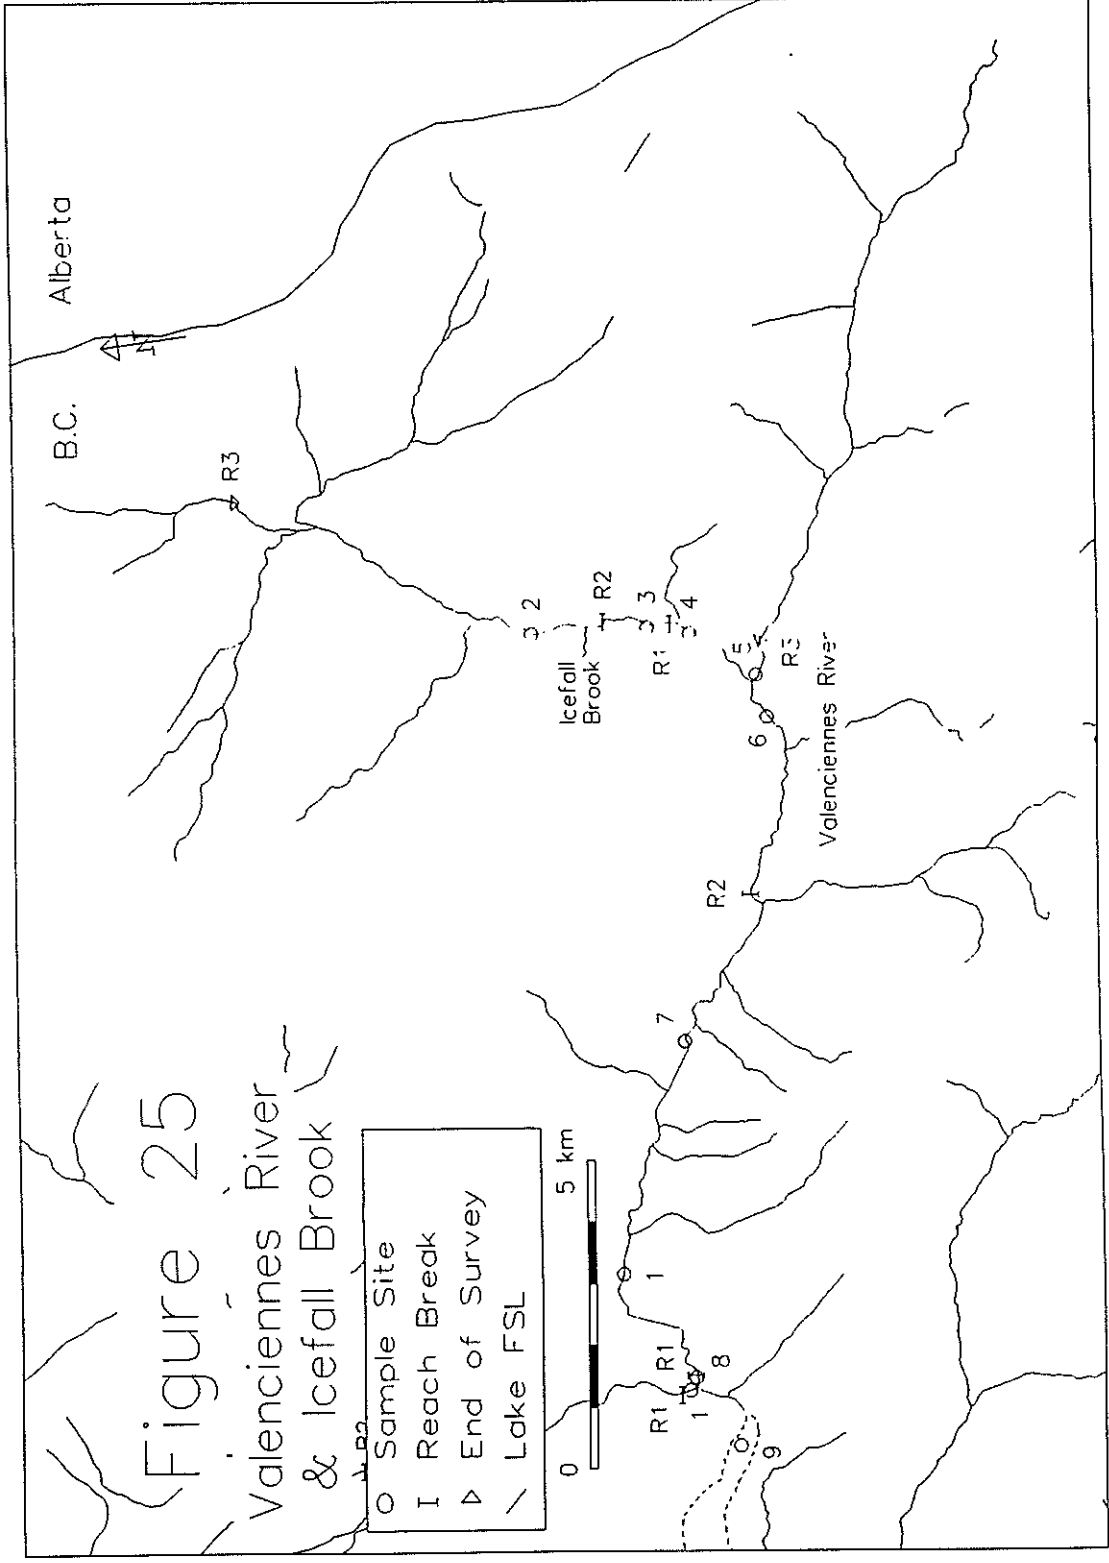 Figure 25
Valenciennes River
& Icefall Brook
R2
Sample Site
Reach Break
End of Survey
Lake FSL
0
5 km
B.C.
Alberta
N
R3
2
Icefall
Brook
R2
3
R1
4
5
R3
6
Valenciennes River
R2
7
1
R1
R1
8
1
9